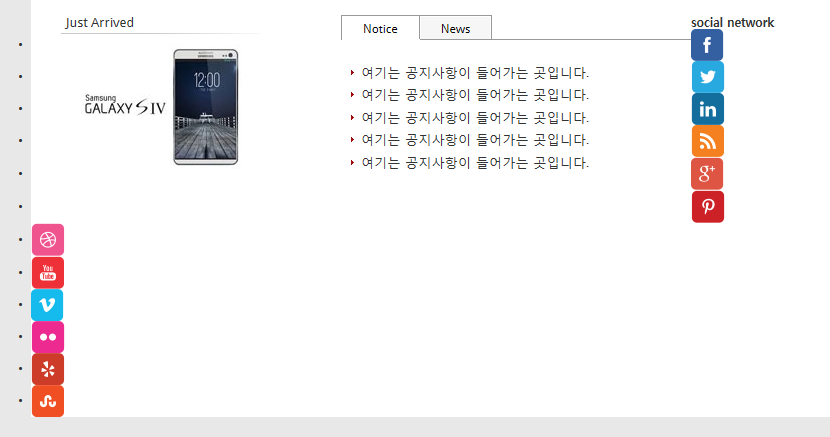 Just Arrived
Samsung
GALAXY SIV
12:00
Notice
News
여기는 공지사항이 들어가는 곳입니다.
여기는 공지사항이 들어가는 곳입니다.
여기는 공지사항이 들어가는 곳입니다.
여기는 공지사항이 들어가는 곳입니다.
여기는 공지사항이 들어가는 곳입니다.
social network
f
in
g+
You
Tube